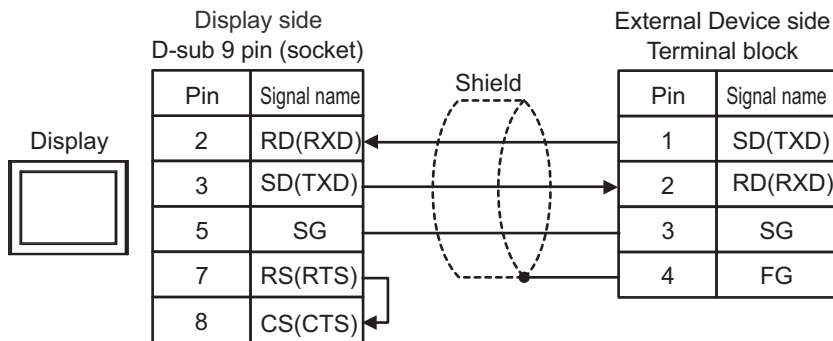 Display side
D-sub 9 pin (socket)
External Device side
Terminal block
Display
Shield
Pin Signal name
2 RD(RXD)
3 SD(TXD)
5 SG
7 RS(RTS)
8 CS(CTS)
Pin Signal name
1 SD(TXD)
2 RD(RXD)
3 SG
4 FG